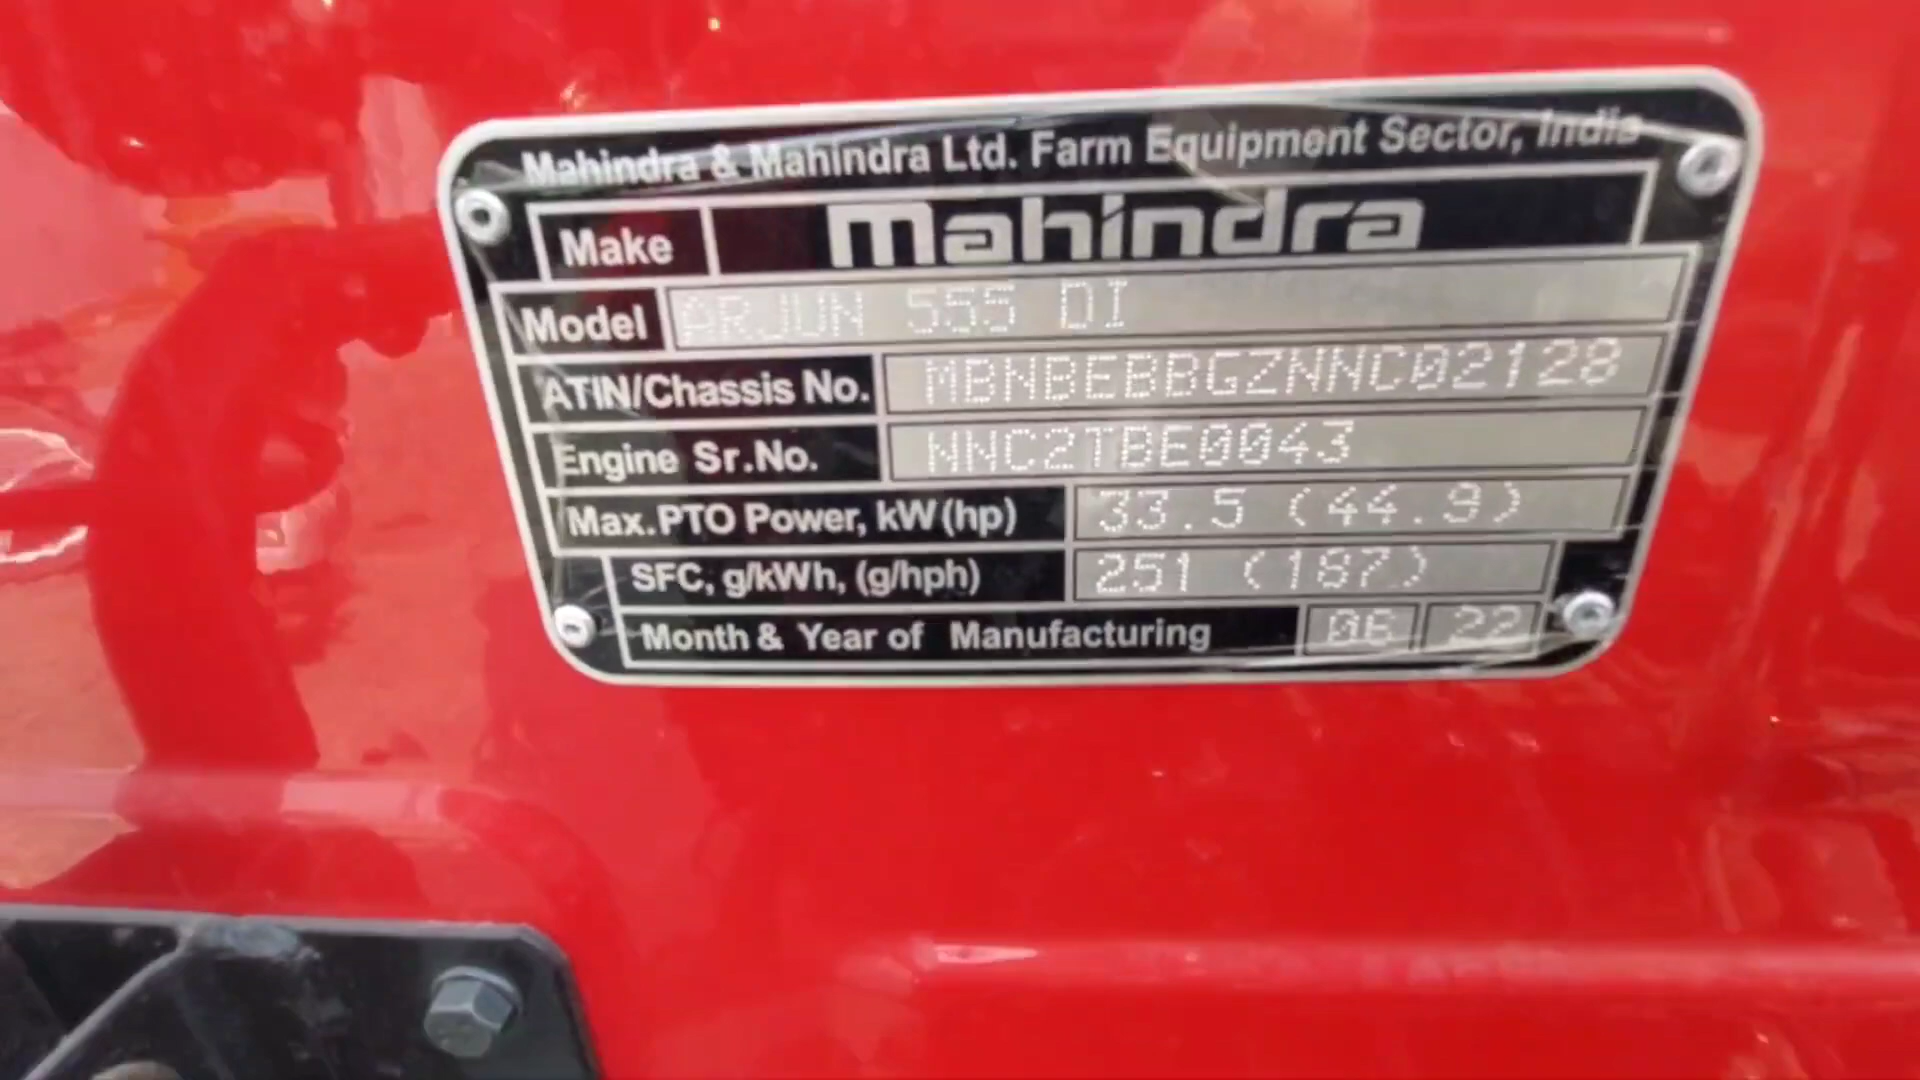 Mahindra & Mahindra Ltd. Farm Equipment Sector, India
Make mahindra
Model ARJUN 555 DI
ATIN/Chassis No. MBNBEBBGZNNC02128
Engine Sr.No. NNC2TBE0043
Max.PTO Power, kW(hp) 33.5 (44.9)
SFC, g/kWh, (g/hph) 251 (187)
Month & Year of Manufacturing 06 22